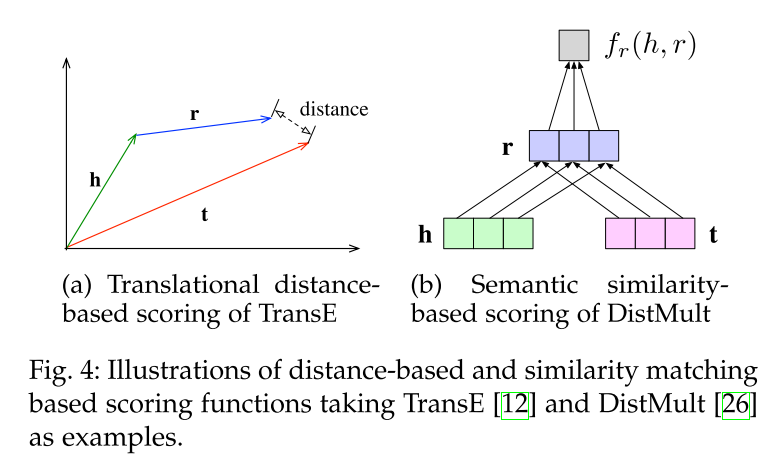 r
distance
h
t
(a) Translational distance-
based scoring of TransE
f_r(h, r)
r
h
t
(b) Semantic similarity-
based scoring of DistMult
Fig. 4: Illustrations of distance-based and similarity matching
based scoring functions taking TransE [12] and DistMult [26]
as examples.